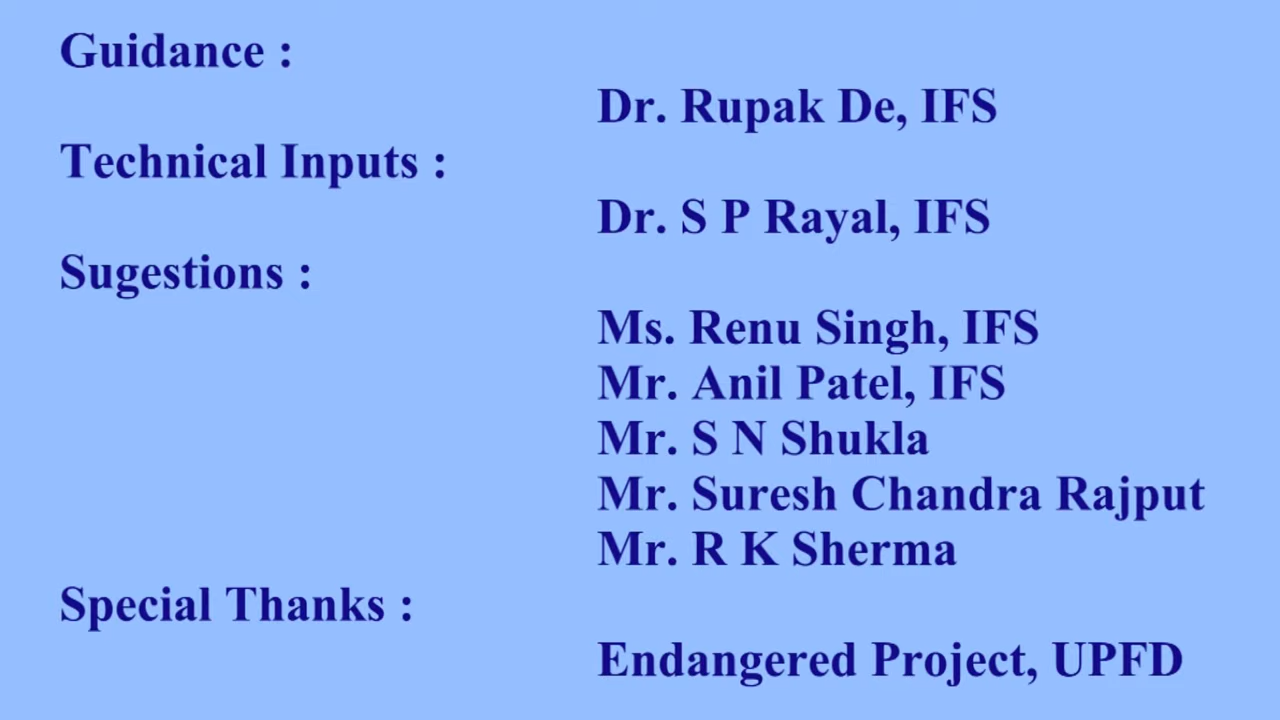 Guidance :
Dr. Rupak De, IFS
Technical Inputs :
Dr. S P Rayal, IFS
Sugestions :
Ms. Renu Singh, IFS
Mr. Anil Patel, IFS
Mr. S N Shukla
Mr. Suresh Chandra Rajput
Mr. R K Sherma
Special Thanks :
Endangered Project, UPFD